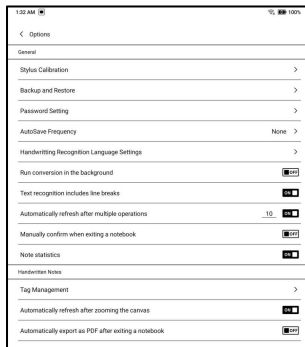 1:32 AM 100%
Options
General
Stylus Calibration
Backup and Restore
Password Setting
AutoSave Frequency None
Handwritting Recognition Language Settings
Run conversion in the background OFF
Text recognition includes line breaks ON
Automatically refresh after multiple operations 10 ON
Manually confirm when exiting a notebook OFF
Note statistics ON
Handwritten Notes
Tag Management
Automatically refresh after zooming the canvas ON
Automatically export as PDF after exiting a notebook OFF